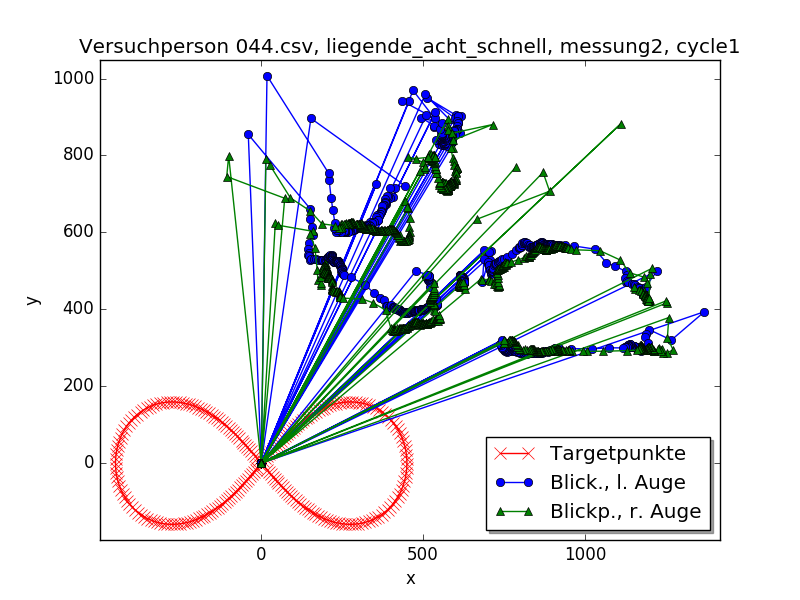 Versuchperson 044.csv, liegende_acht_schnell, messung2, cycle1
1000
800
600
400
200
0
y
0 500 1000
x
Targetpunkte
Blick., l. Auge
Blickp., r. Auge